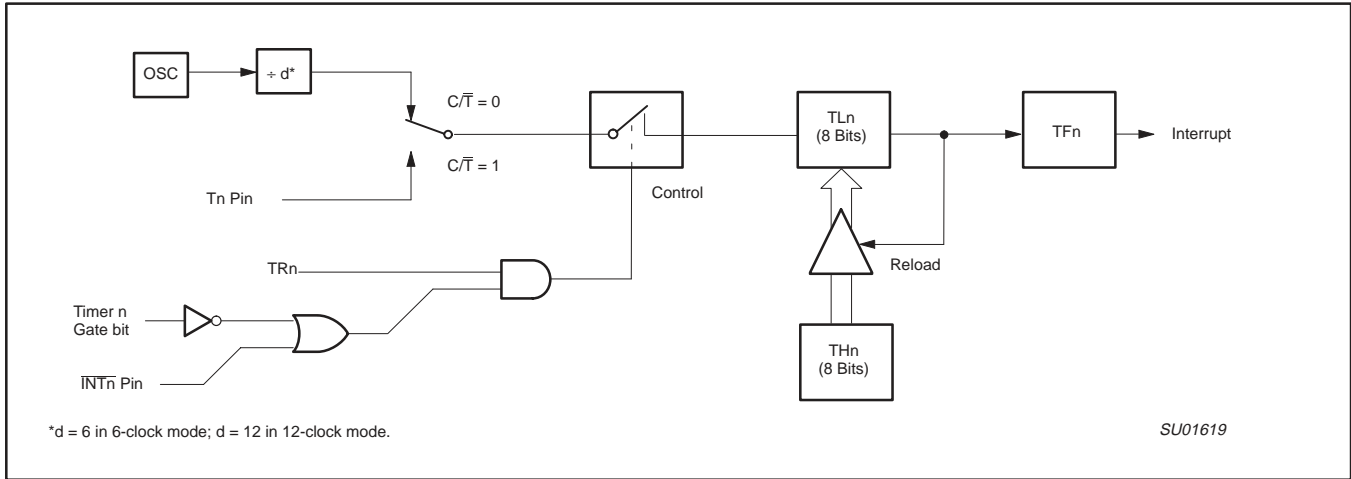 OSC
÷ d*
C/T̅ = 0
C/T̅ = 1
Tn Pin
Control
TLn
(8 Bits)
TFn
Interrupt
Reload
TRn
Timer n
Gate bit
I̅N̅T̅n̅ Pin
THn
(8 Bits)
*d = 6 in 6-clock mode; d = 12 in 12-clock mode.
SU01619